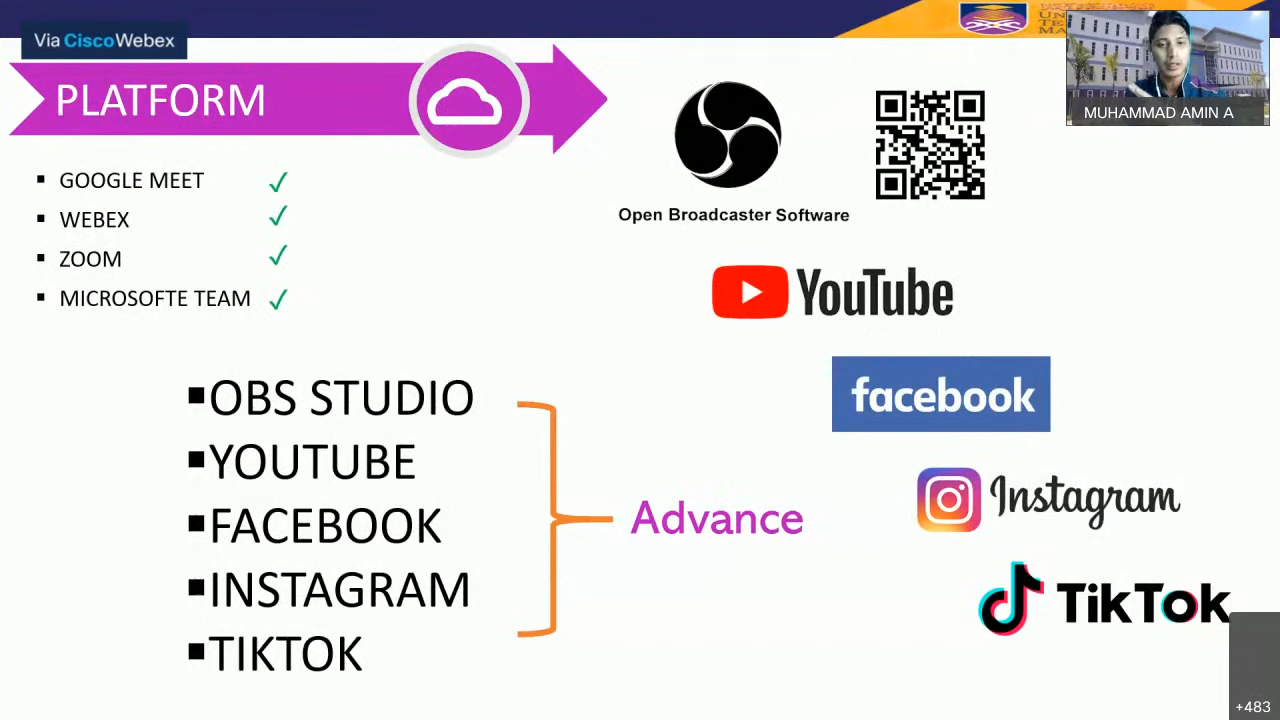 Via CiscoWebex
PLATFORM
MUHAMMAD AMIN A
GOOGLE MEET
WEBEX
ZOOM
MICROSOFTE TEAM
Open Broadcaster Software
YouTube
facebook
Instagram
TikTok
OBS STUDIO
YOUTUBE
FACEBOOK
INSTAGRAM
TIKTOK
Advance
+483